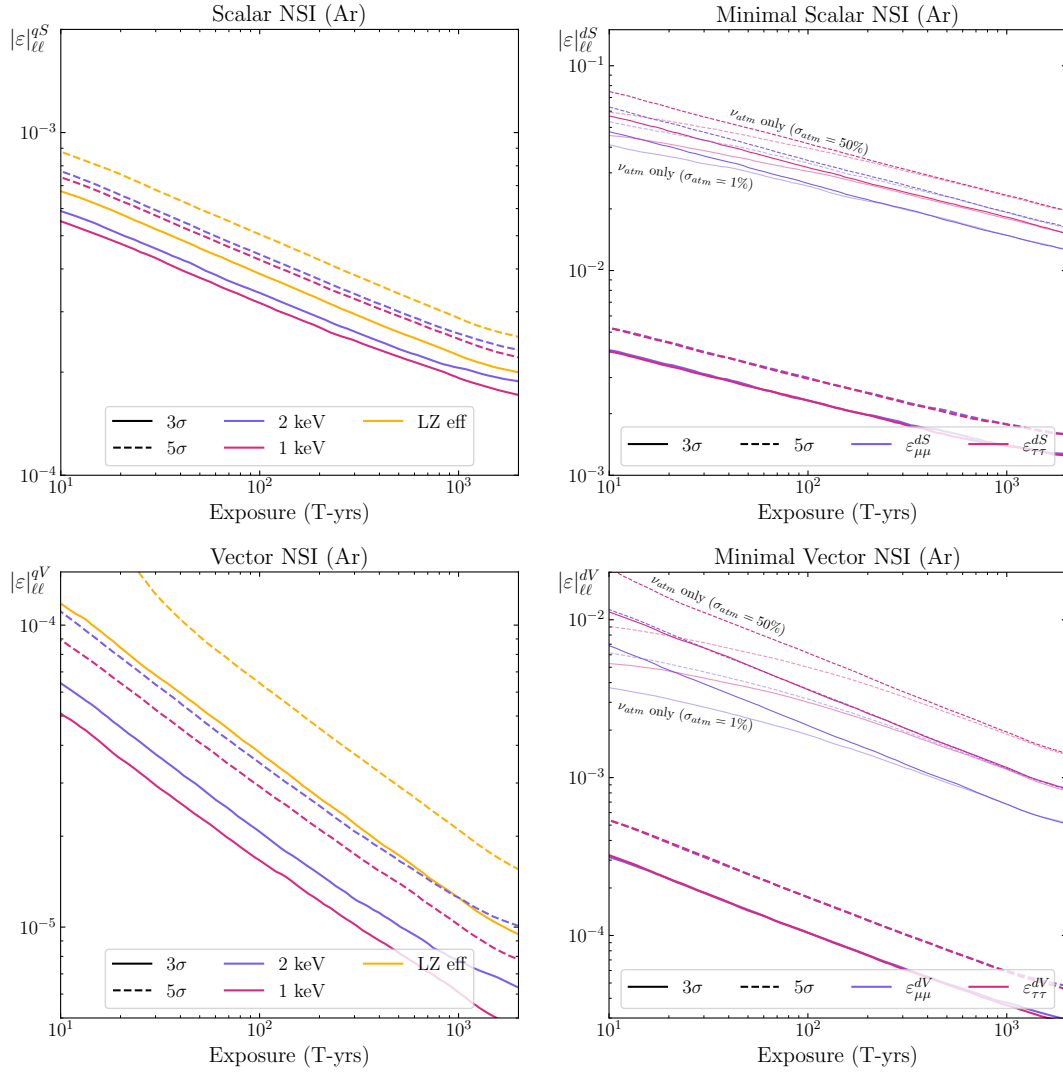 Scalar NSI (Ar)
|ε|_{ℓℓ}^{qS}
10^{-3}
10^{-4}
3σ
5σ
2 keV
1 keV
LZ eff
10^1
10^2
10^3
Exposure (T-yrs)
Minimal Scalar NSI (Ar)
|ε|_{ℓℓ}^{dS}
10^{-1}
10^{-2}
10^{-3}
ν_{atm} only (σ_{atm} = 50%)
ν_{atm} only (σ_{atm} = 1%)
3σ
5σ
ε_{μμ}^{dS}
ε_{ττ}^{dS}
10^1
10^2
10^3
Exposure (T-yrs)
Vector NSI (Ar)
|ε|_{ℓℓ}^{qV}
10^{-4}
10^{-5}
3σ
5σ
2 keV
1 keV
LZ eff
10^1
10^2
10^3
Exposure (T-yrs)
Minimal Vector NSI (Ar)
|ε|_{ℓℓ}^{dV}
10^{-2}
10^{-3}
10^{-4}
ν_{atm} only (σ_{atm} = 50%)
ν_{atm} only (σ_{atm} = 1%)
3σ
5σ
ε_{μμ}^{dV}
ε_{ττ}^{dV}
10^1
10^2
10^3
Exposure (T-yrs)